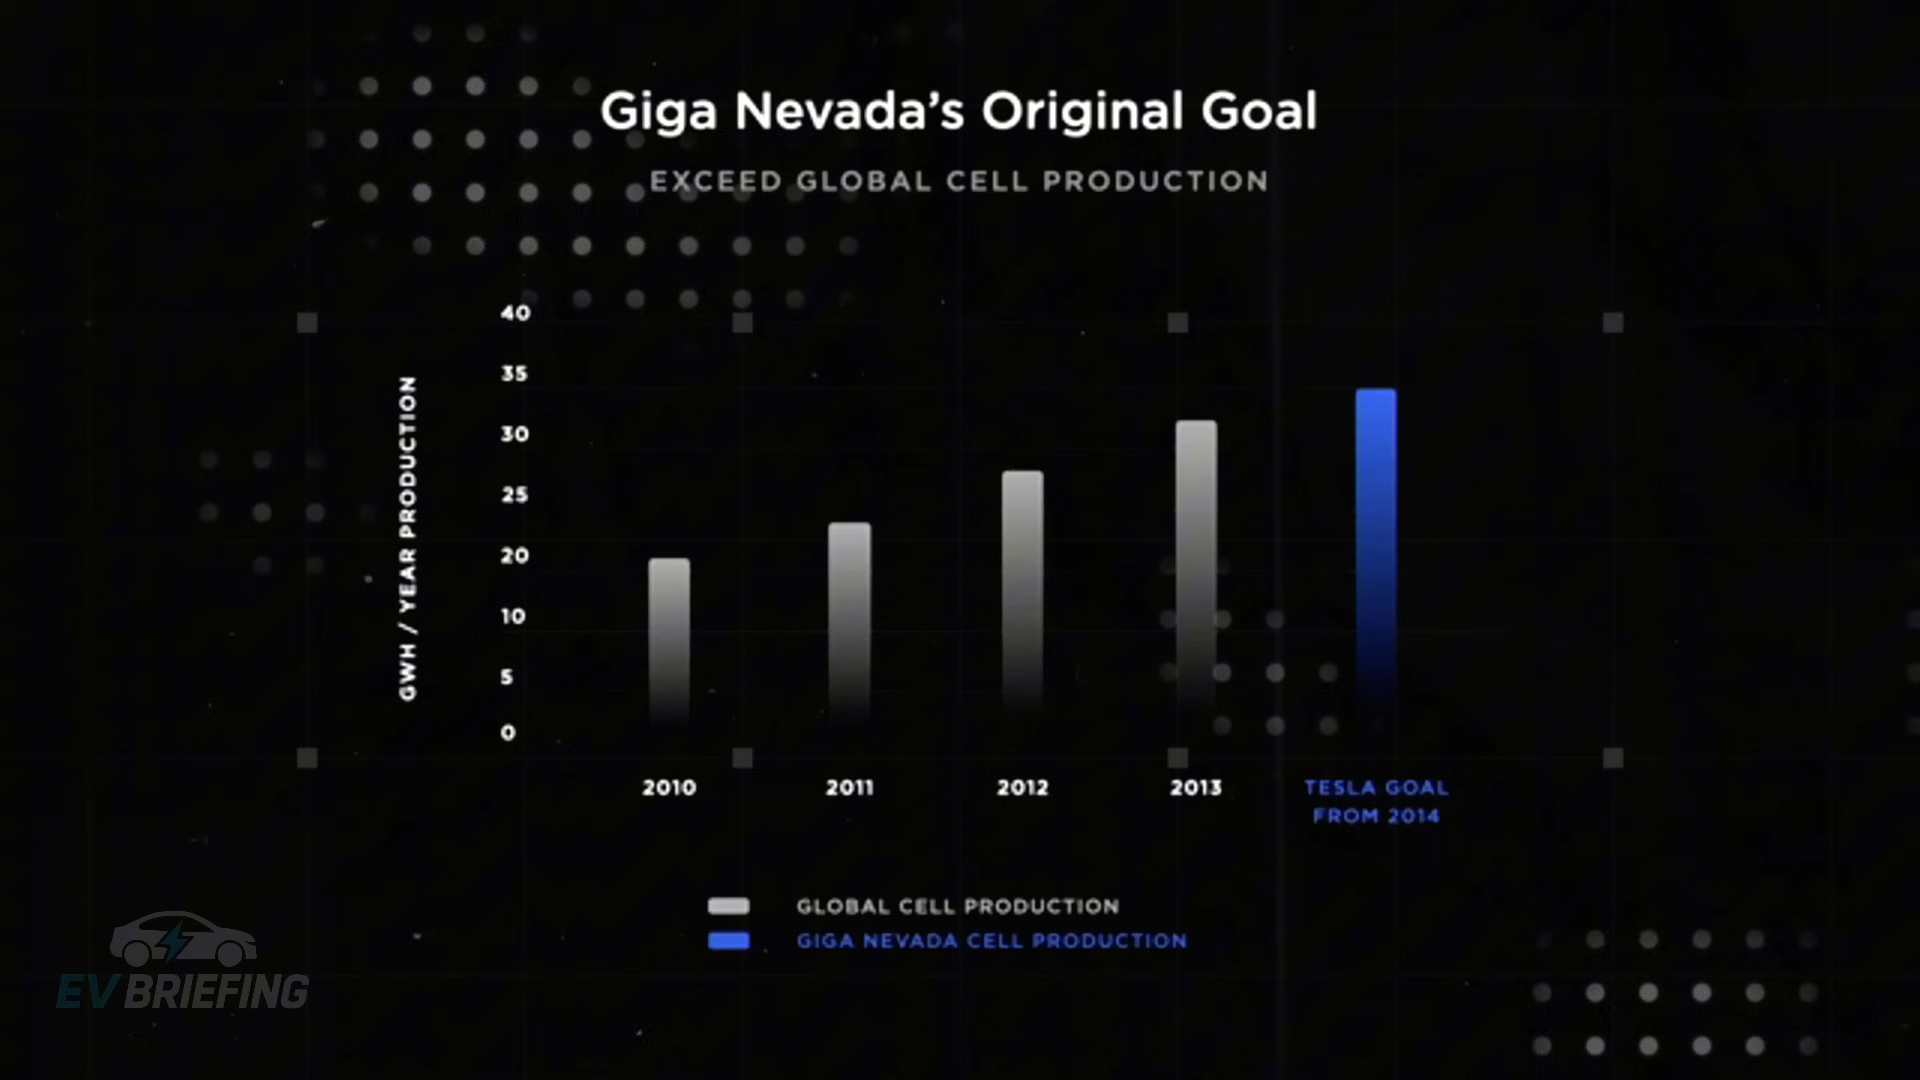 Giga Nevada's Original Goal
EXCEED GLOBAL CELL PRODUCTION
GWH / YEAR PRODUCTION
40
35
30
25
20
10
5
0
2010
2011
2012
2013
TESLA GOAL
FROM 2014
GLOBAL CELL PRODUCTION
GIGA NEVADA CELL PRODUCTION
EV BRIEFING